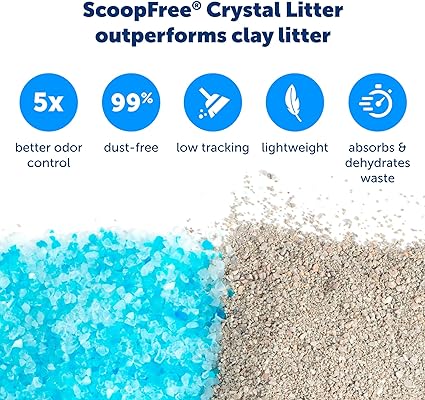 ScoopFree® Crystal Litter
outperforms clay litter
5x
99%
better odor
control
dust-free
low tracking
lightweight
absorbs &
dehydrates
waste